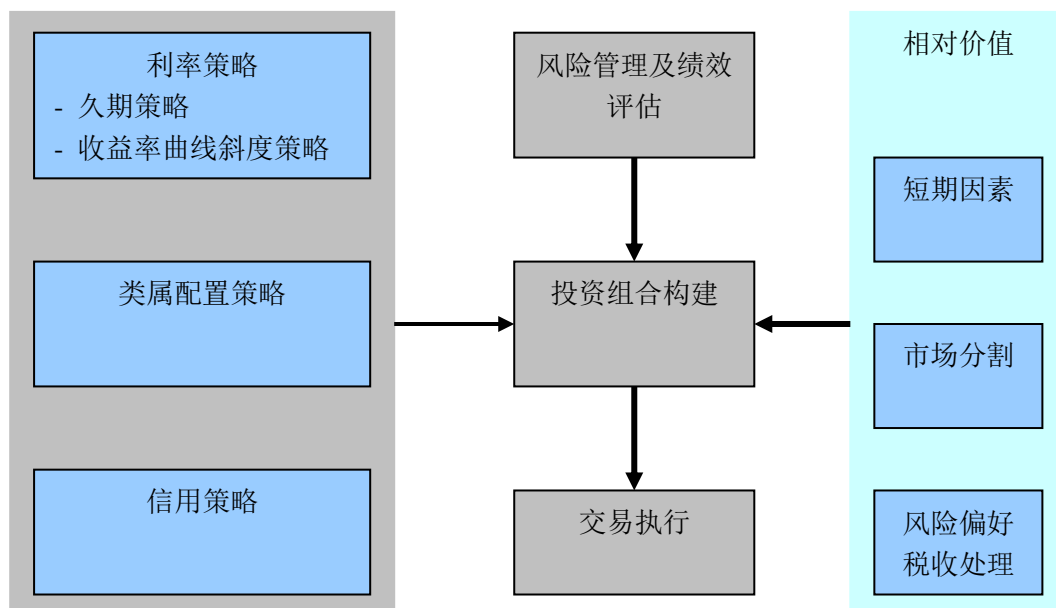 利率策略
- 久期策略
- 收益率曲线斜度策略
类属配置策略
信用策略
风险管理及绩效
评估
投资组合构建
交易执行
相对价值
短期因素
市场分割
风险偏好
税收处理